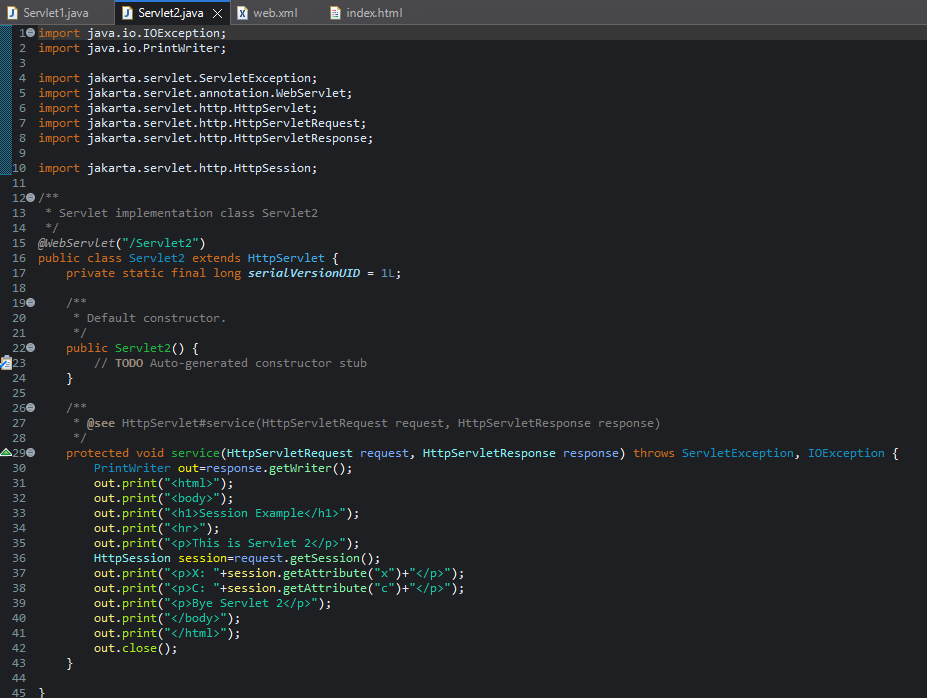 Servlet1.java Servlet2.java web.xml index.html
1 import java.io.IOException;
2 import java.io.PrintWriter;
3
4 import jakarta.servlet.ServletException;
5 import jakarta.servlet.annotation.WebServlet;
6 import jakarta.servlet.http.HttpServlet;
7 import jakarta.servlet.http.HttpServletRequest;
8 import jakarta.servlet.http.HttpServletResponse;
9
10 import jakarta.servlet.http.HttpSession;
11
12 /**
13  * Servlet implementation class Servlet2
14  */
15 @WebServlet("/Servlet2")
16 public class Servlet2 extends HttpServlet {
17     private static final long serialVersionUID = 1L;
18
19     /**
20      * Default constructor.
21      */
22     public Servlet2() {
23         // TODO Auto-generated constructor stub
24     }
25
26     /**
27      * @see HttpServlet#service(HttpServletRequest request, HttpServletResponse response)
28      */
29     protected void service(HttpServletRequest request, HttpServletResponse response) throws ServletException, IOException {
30         PrintWriter out=response.getWriter();
31         out.print("<html>");
32         out.print("<body>");
33         out.print("<h1>Session Example</h1>");
34         out.print("<hr>");
35         out.print("<p>This is Servlet 2</p>");
36         HttpSession session=request.getSession();
37         out.print("<p>X: "+session.getAttribute("x")+"</p>");
38         out.print("<p>C: "+session.getAttribute("c")+"</p>");
39         out.print("<p>Bye Servlet 2</p>");
40         out.print("</body>");
41         out.print("</html>");
42         out.close();
43     }
44
45 }